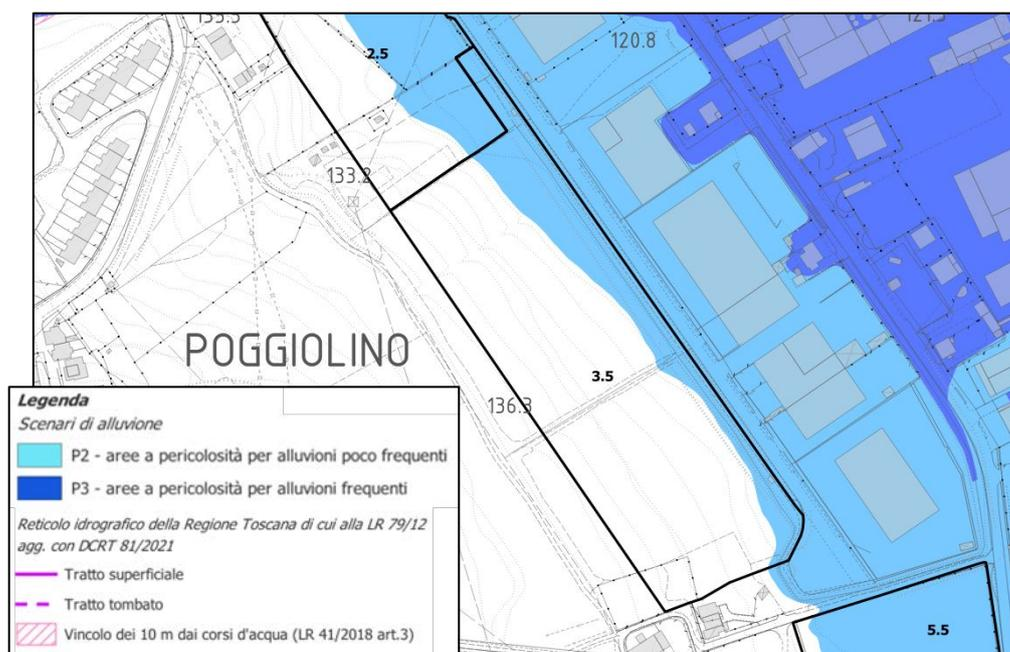 2.5
120.8
133.2
POGGIOLINO
3.5
136.3
5.5
Legenda
Scenari di alluvione
P2 - aree a pericolosità per alluvioni poco frequenti
P3 - aree a pericolosità per alluvioni frequenti
Reticolo idrografico della Regione Toscana di cui alla LR 79/12
agg. con DCRT 81/2021
Tratto superficiale
Tratto tombato
Vincolo dei 10 m dai corsi d'acqua (LR 41/2018 art.3)